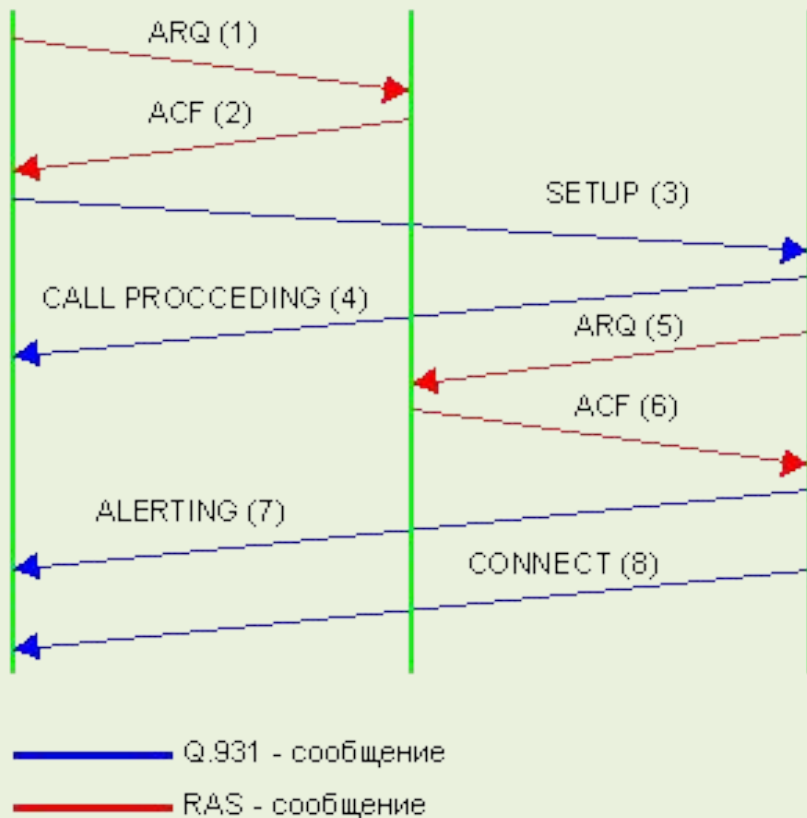 ARQ (1)
ACF (2)
SETUP (3)
CALL PROCCEDING (4)
ARQ (5)
ACF (6)
ALERTING (7)
CONNECT (8)
Q.931 - сообщение
RAS - сообщение